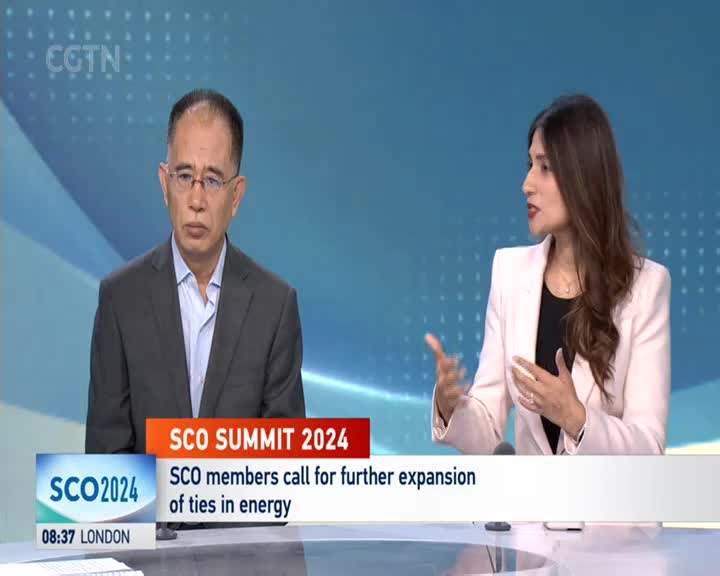 CGTN
SCO SUMMIT 2024
SCO members call for further expansion
of ties in energy
SCO2024
08:37 LONDON